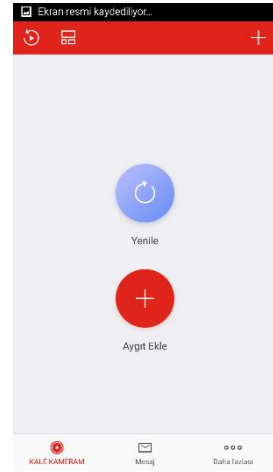 Ekran resmi kaydediliyor...
Yenile
Aygıt Ekle
KALE KAMERAM
Mesaj
Daha fazlası